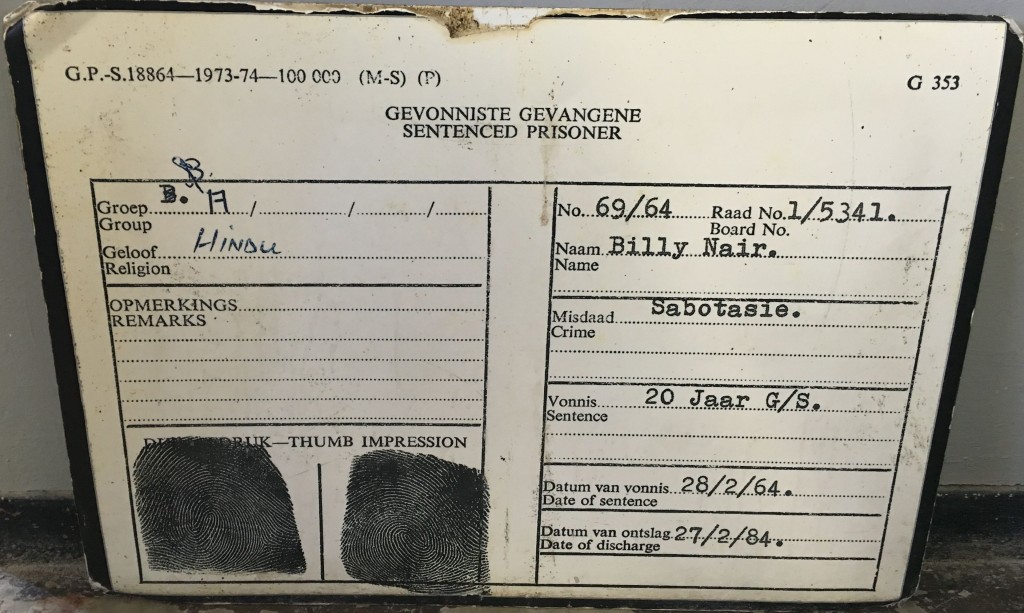 G.P.-S.18864—1973-74—100 000 (M-S) (P)
G 353
GEVONNISTE GEVANGENE
SENTENCED PRISONER
B.
Groep B. A / / /
Group
Geloof HINDU
Religion
OPMERKINGS
REMARKS
DRUK—THUMB IMPRESSION
No. 69/64 Raad No. 1/5341.
Board No.
Naam Billy Nair.
Name
Misdaad Sabotasie.
Crime
Vonnis 20 Jaar G/S.
Sentence
Datum van vonnis 28/2/64.
Date of sentence
Datum van ontslag 27/2/84.
Date of discharge